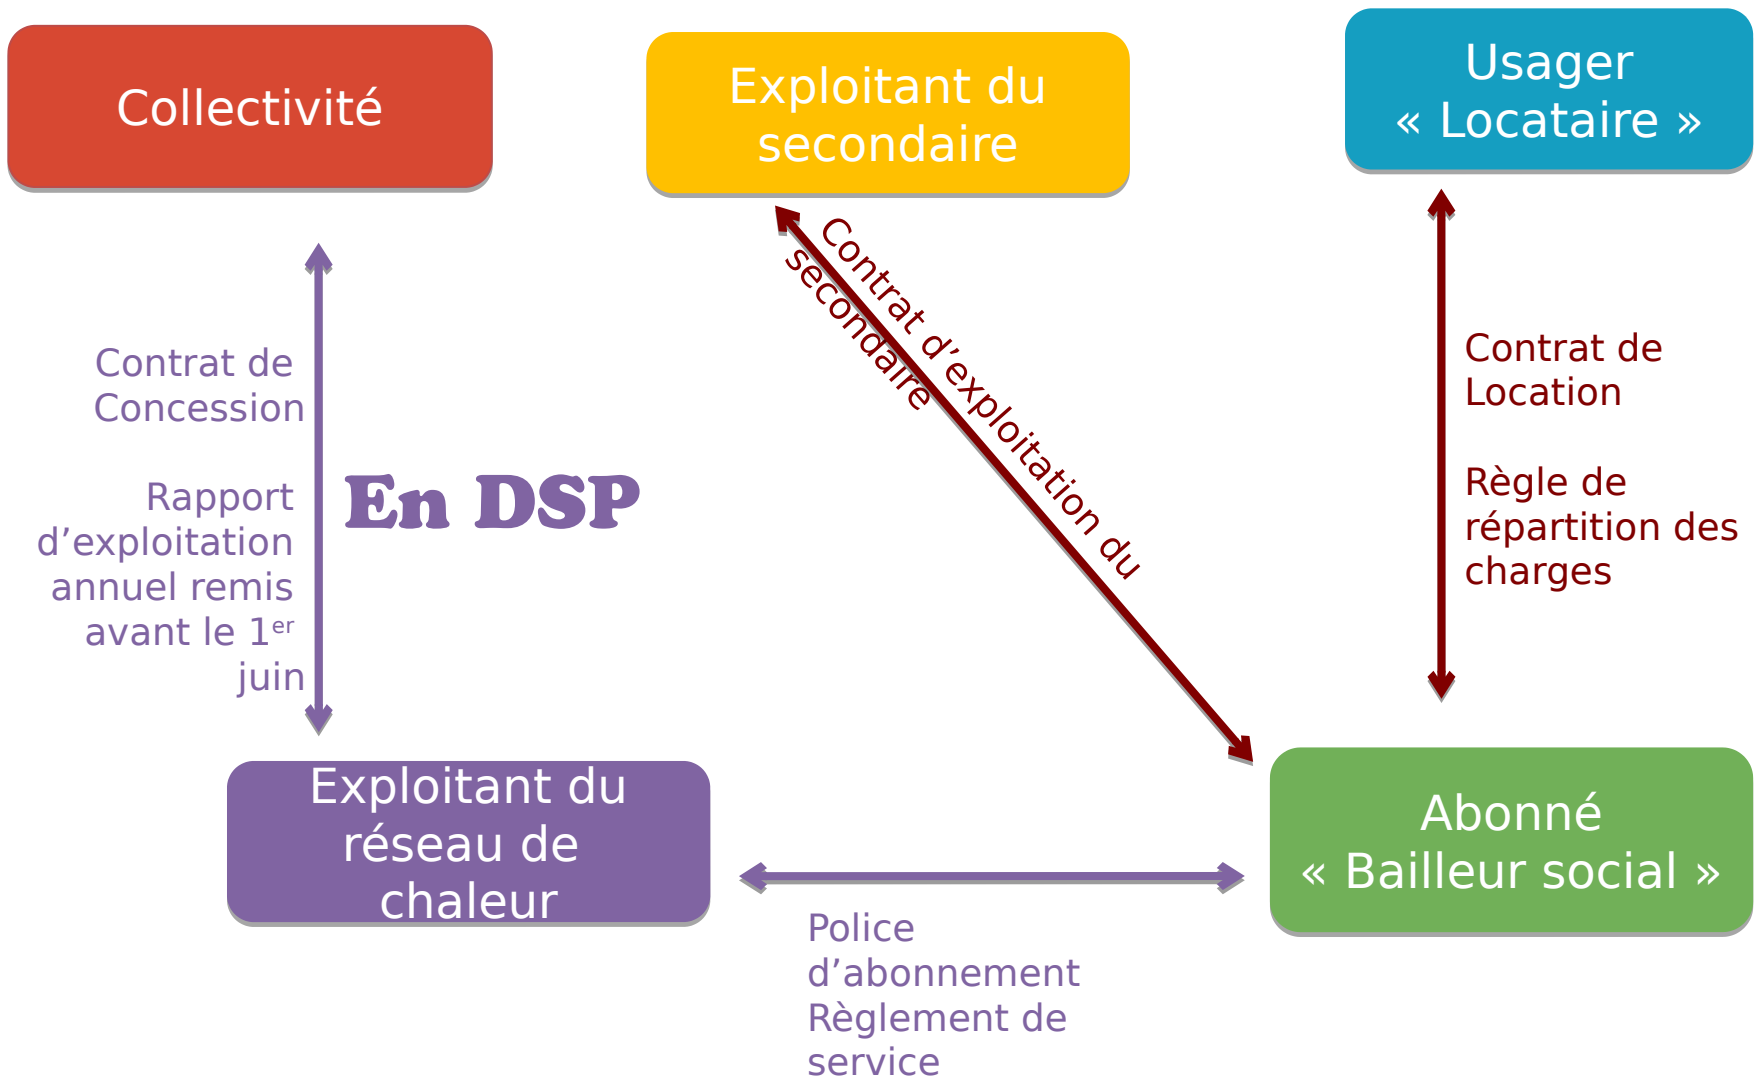 Collectivité
Exploitant du
secondaire
Usager
« Locataire »
Contrat d’exploitation du
secondaire
Contrat de
Concession
Rapport
d’exploitation
annuel remis
avant le 1er
juin
En DSP
Contrat de
Location
Règle de
répartition des
charges
Exploitant du
réseau de
chaleur
Abonné
« Bailleur social »
Police
d’abonnement
Règlement de
service